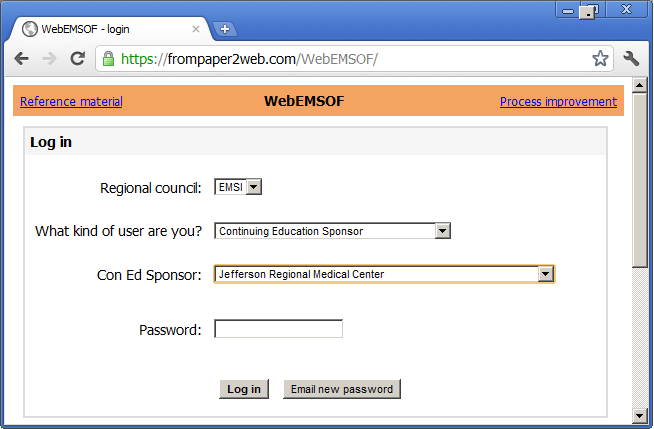 WebEMSOF - login
https://frompaper2web.com/WebEMSOF/
Reference material WebEMSOF Process improvement
Log in
Regional council: EMSI
What kind of user are you? Continuing Education Sponsor
Con Ed Sponsor: Jefferson Regional Medical Center
Password:
Log in Email new password